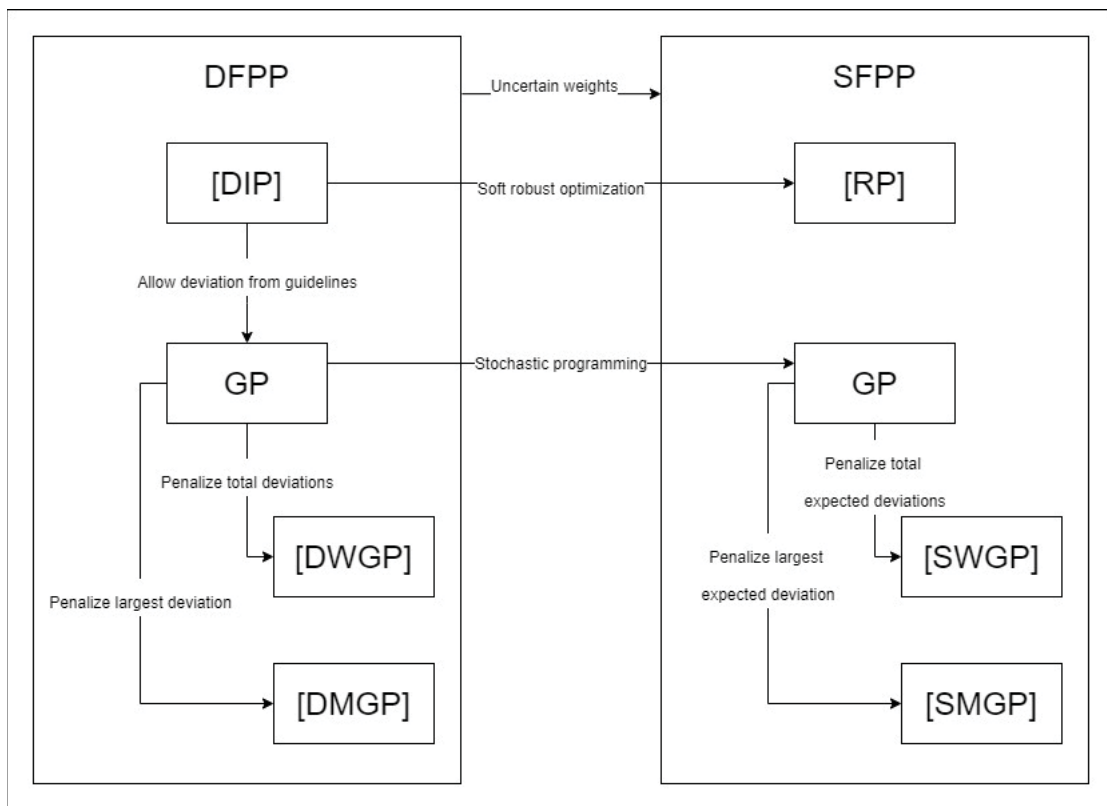 DFPP
Uncertain weights
SFPP
[DIP]
Soft robust optimization
[RP]
Allow deviation from guidelines
GP
Stochastic programming
GP
Penalize total deviations
Penalize total
expected deviations
[DWGP]
[SWGP]
Penalize largest deviation
Penalize largest
expected deviation
[DMGP]
[SMGP]